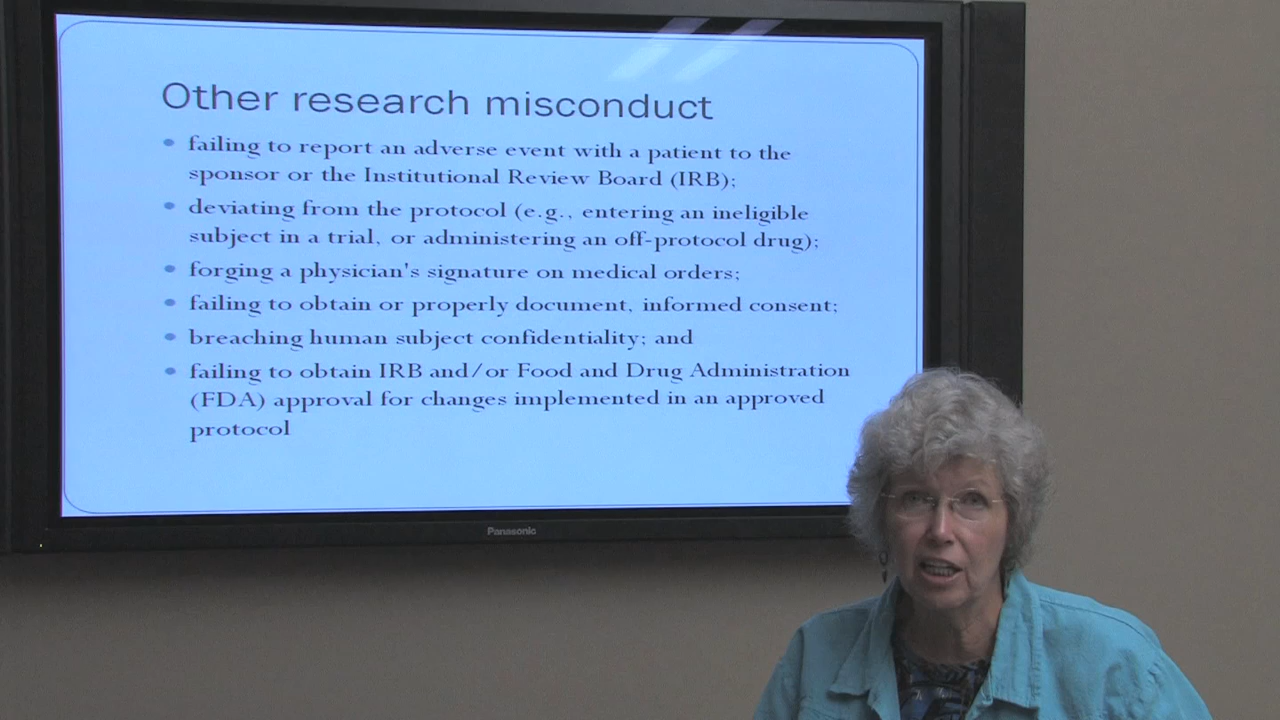 Other research misconduct
• failing to report an adverse event with a patient to the
sponsor or the Institutional Review Board (IRB);
• deviating from the protocol (e.g., entering an ineligible
subject in a trial, or administering an off-protocol drug);
• forging a physician's signature on medical orders;
• failing to obtain or properly document, informed consent;
• breaching human subject confidentiality; and
• failing to obtain IRB and/or Food and Drug Administration
(FDA) approval for changes implemented in an approved
protocol
Panasonic